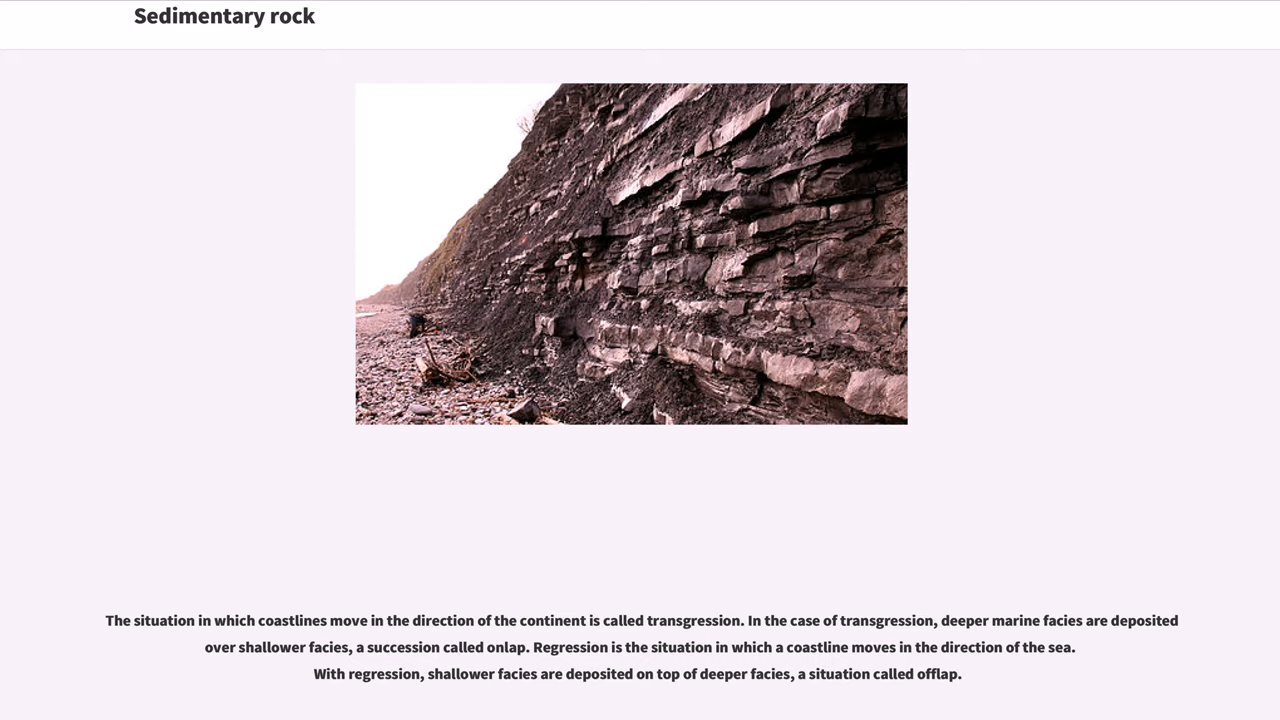 Sedimentary rock
The situation in which coastlines move in the direction of the continent is called transgression. In the case of transgression, deeper marine facies are deposited
over shallower facies, a succession called onlap. Regression is the situation in which a coastline moves in the direction of the sea.
With regression, shallower facies are deposited on top of deeper facies, a situation called offlap.